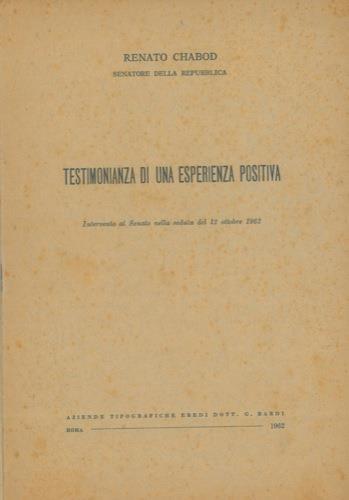 RENATO CHABOD
SENATORE DELLA REPUBBLICA
TESTIMONIANZA DI UNA ESPERIENZA POSITIVA
Intervento al Senato nella seduta del 12 ottobre 1962
AZIENDE TIPOGRAFICHE EREDI DOTT. G. BARDI
ROMA 1962